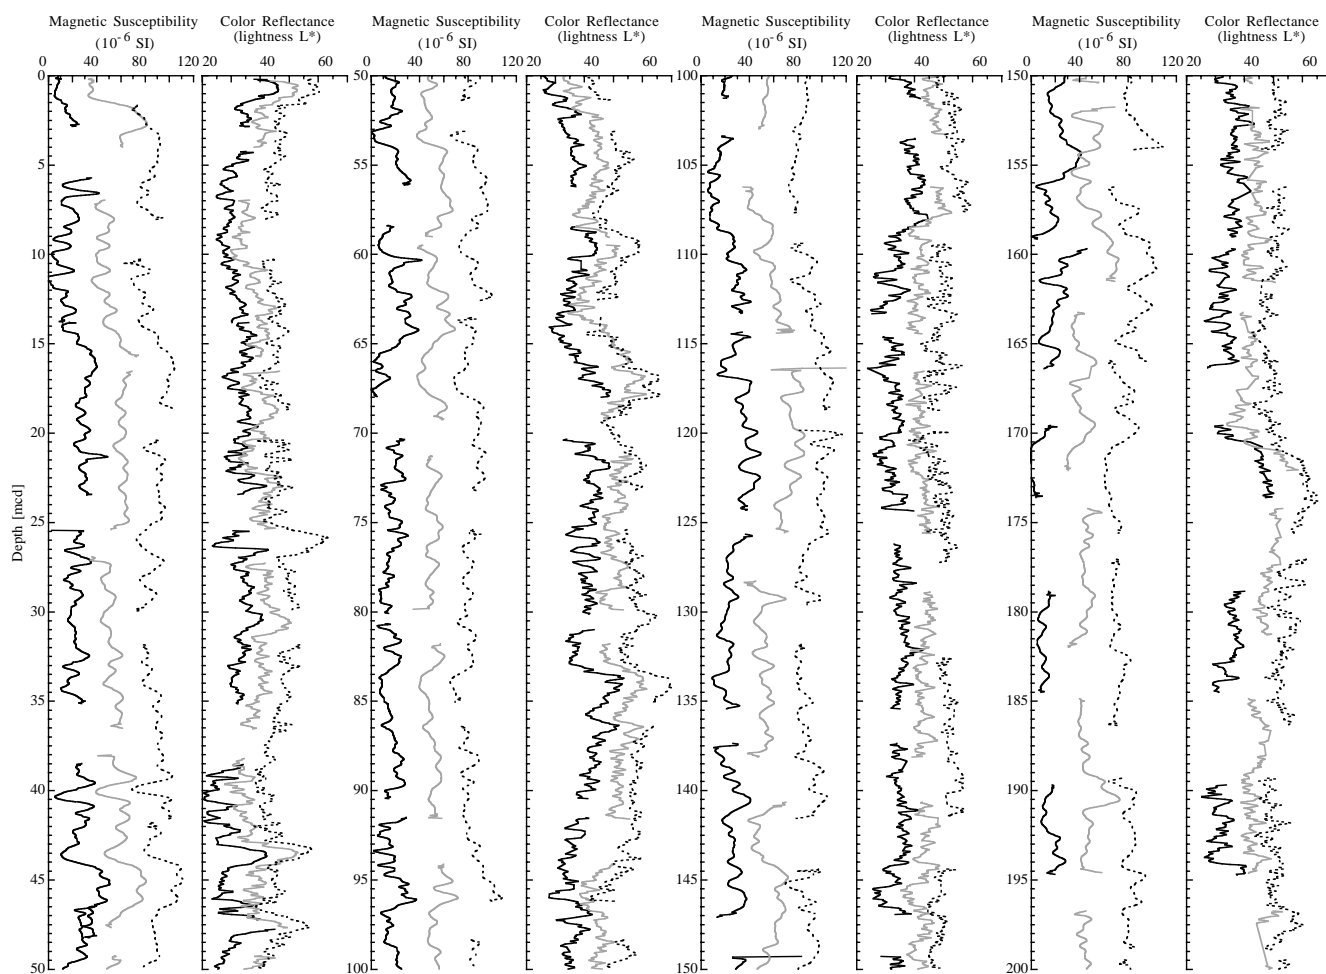 Magnetic Susceptibility
(10⁻⁶ SI)
Color Reflectance
(lightness L*)
Magnetic Susceptibility
(10⁻⁶ SI)
Color Reflectance
(lightness L*)
Magnetic Susceptibility
(10⁻⁶ SI)
Color Reflectance
(lightness L*)
Magnetic Susceptibility
(10⁻⁶ SI)
Color Reflectance
(lightness L*)
0 40 80 120 20 40 60
0 40 80 120 20 40 60
0 40 80 120 20 40 60
0 40 80 120 20 40 60
Depth [mcd]
0
5
10
15
20
25
30
35
40
45
50
50
55
60
65
70
75
80
85
90
95
100
100
105
110
115
120
125
130
135
140
145
150
150
155
160
165
170
175
180
185
190
195
200